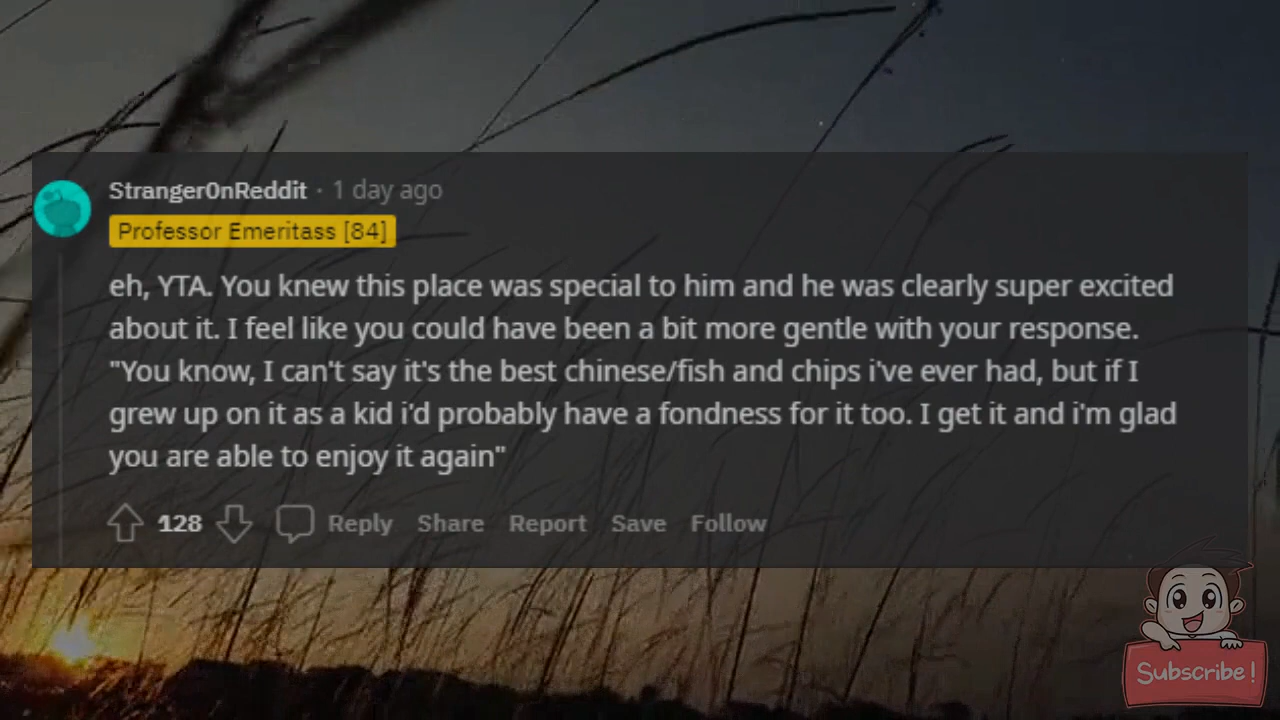 StrangerOnReddit · 1 day ago
Professor Emeritass [84]
eh, YTA. You knew this place was special to him and he was clearly super excited
about it. I feel like you could have been a bit more gentle with your response.
"You know, I can't say it's the best chinese/fish and chips i've ever had, but if I
grew up on it as a kid i'd probably have a fondness for it too. I get it and i'm glad
you are able to enjoy it again"
128 Reply Share Report Save Follow
Subscribe!